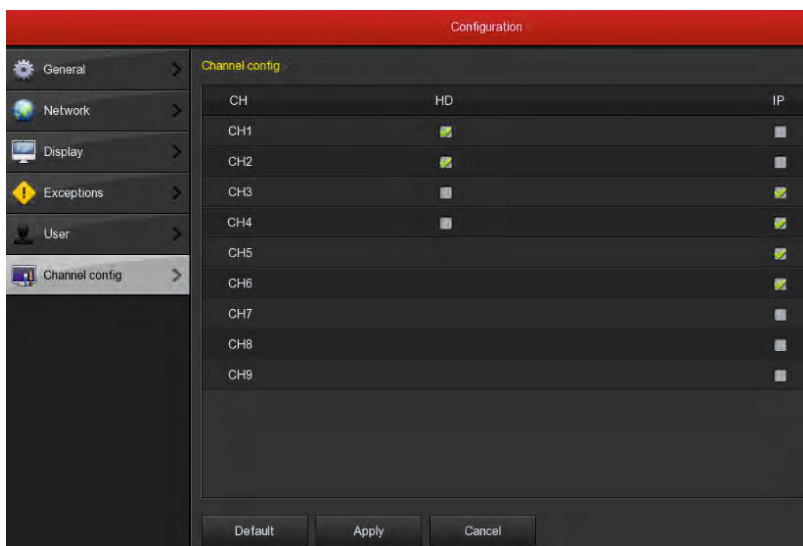 Configuration
General
Network
Display
Exceptions
User
Channel config
Channel config
CH HD IP
CH1
CH2
CH3
CH4
CH5
CH6
CH7
CH8
CH9
Default Apply Cancel